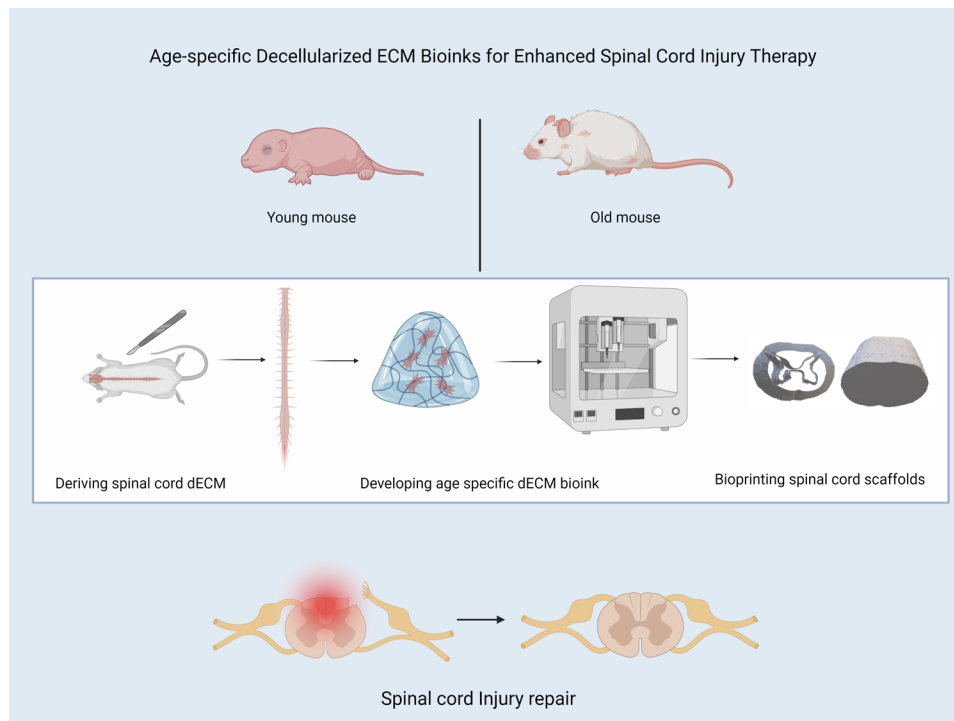 Age-specific Decellularized ECM Bioinks for Enhanced Spinal Cord Injury Therapy
Young mouse
Old mouse
Deriving spinal cord dECM
Developing age specific dECM bioink
Bioprinting spinal cord scaffolds
Spinal cord Injury repair